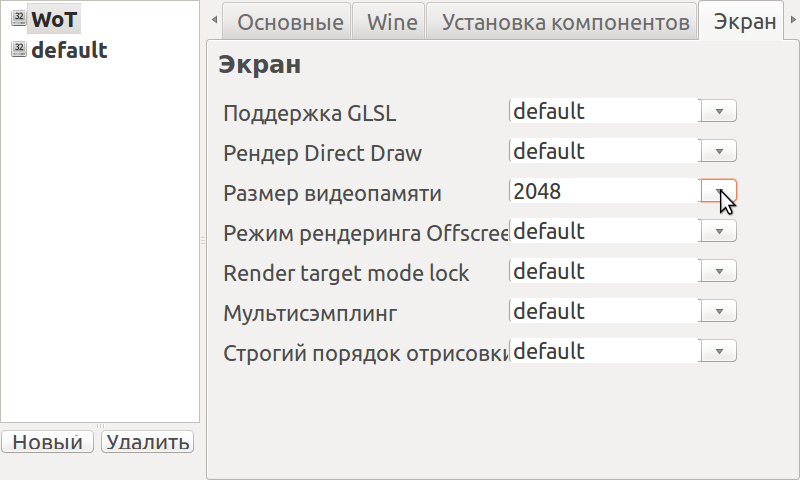 32 WoT
32 default
Новый Удалить
Основные Wine Установка компонентов Экран
Экран
Поддержка GLSL default
Рендер Direct Draw default
Размер видеопамяти 2048
Режим рендеринга Offscree default
Render target mode lock default
Мультисэмплинг default
Строгий порядок отрисовки default